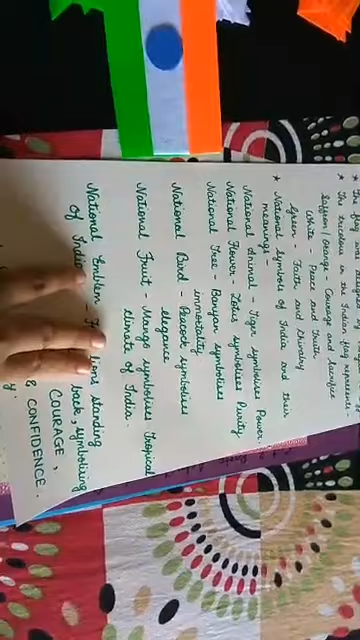 * The tricolous in the Indian flag represents.
Saffron/Orange - Courage and Sacrifice
White - Peace and Truth
Green - Faith and Chivalry
* National Symbols of India and their
meanings -
National Animal - Tiger symbolises Power.
National Flower - Lotus symbolises Purity
National Tree - Banyan symbolises
immortality
National Bird - Peacock symbolises
elegance
National Fruit - Mango symbolises Tropical
climate of India.
National Emblem lions standing
of India back, symbolising
COURAGE,
& CONFIDENCE.